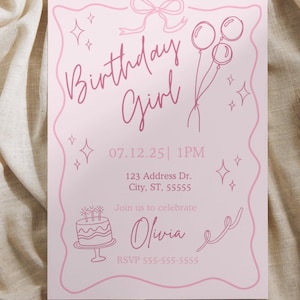 Birthday
Girl
07.12.25| 1PM
123 Address Dr.
City, ST, 55555
Join us to celebrate
Olivia
RSVP 555-555-5555